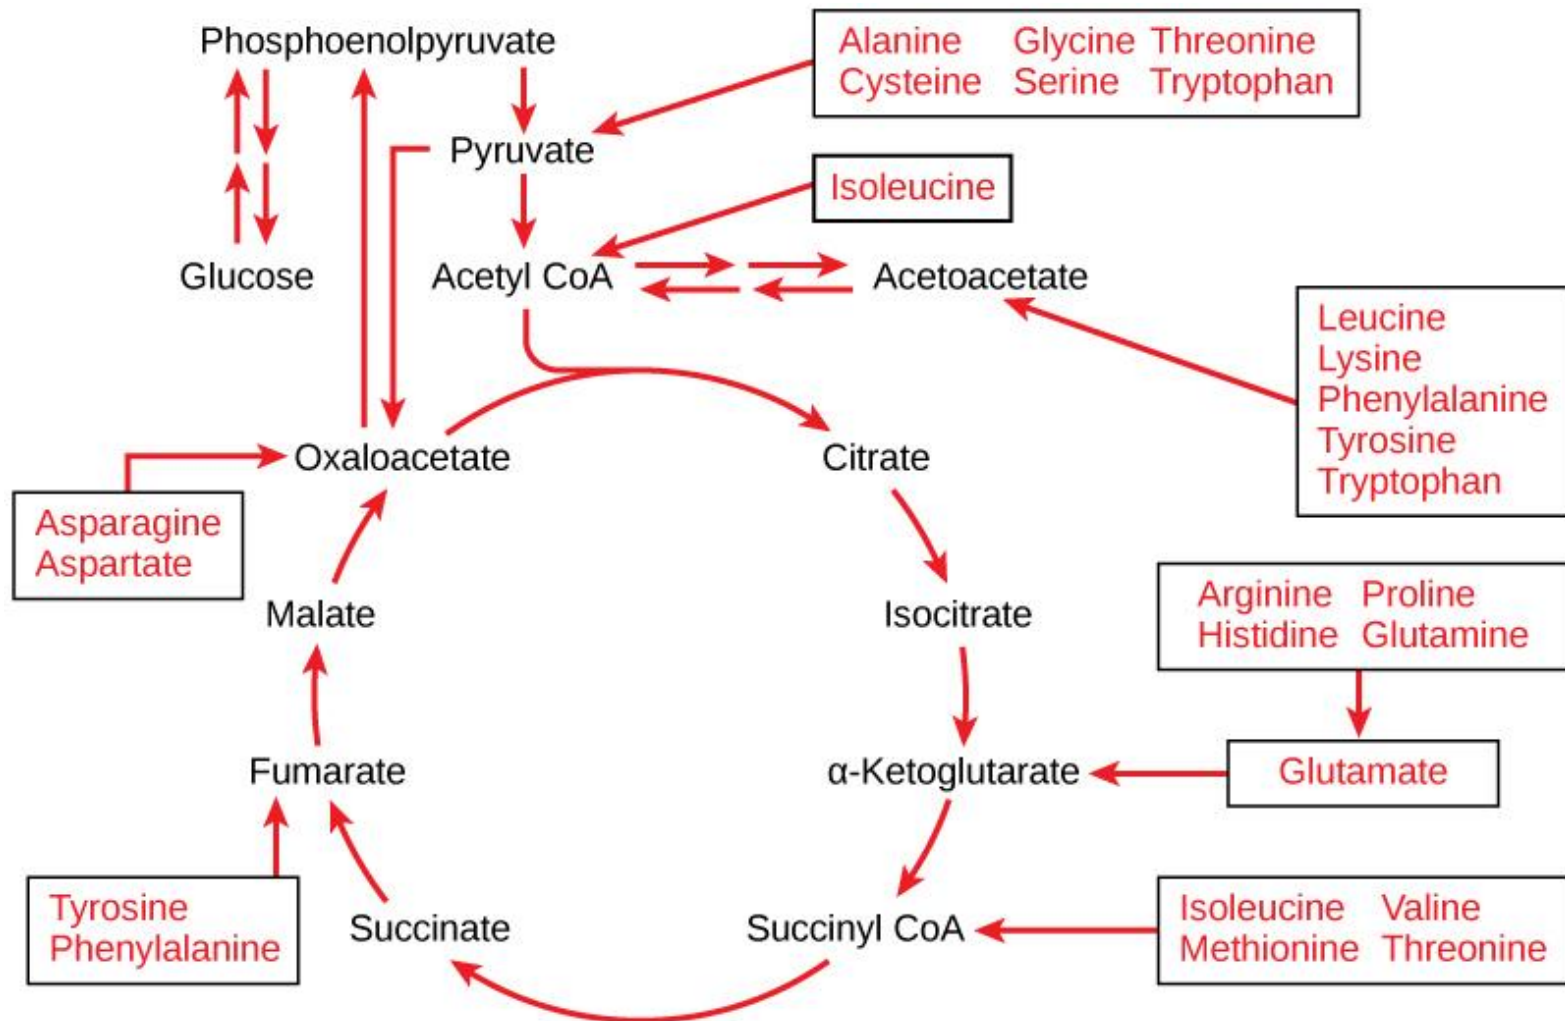 Phosphoenolpyruvate
Alanine Glycine Threonine
Cysteine Serine Tryptophan
Pyruvate
Isoleucine
Glucose
Acetyl CoA
Acetoacetate
Leucine
Lysine
Phenylalanine
Tyrosine
Tryptophan
Oxaloacetate
Citrate
Asparagine
Aspartate
Malate
Isocitrate
Arginine Proline
Histidine Glutamine
Fumarate
α-Ketoglutarate
Glutamate
Tyrosine
Phenylalanine
Succinate
Succinyl CoA
Isoleucine Valine
Methionine Threonine